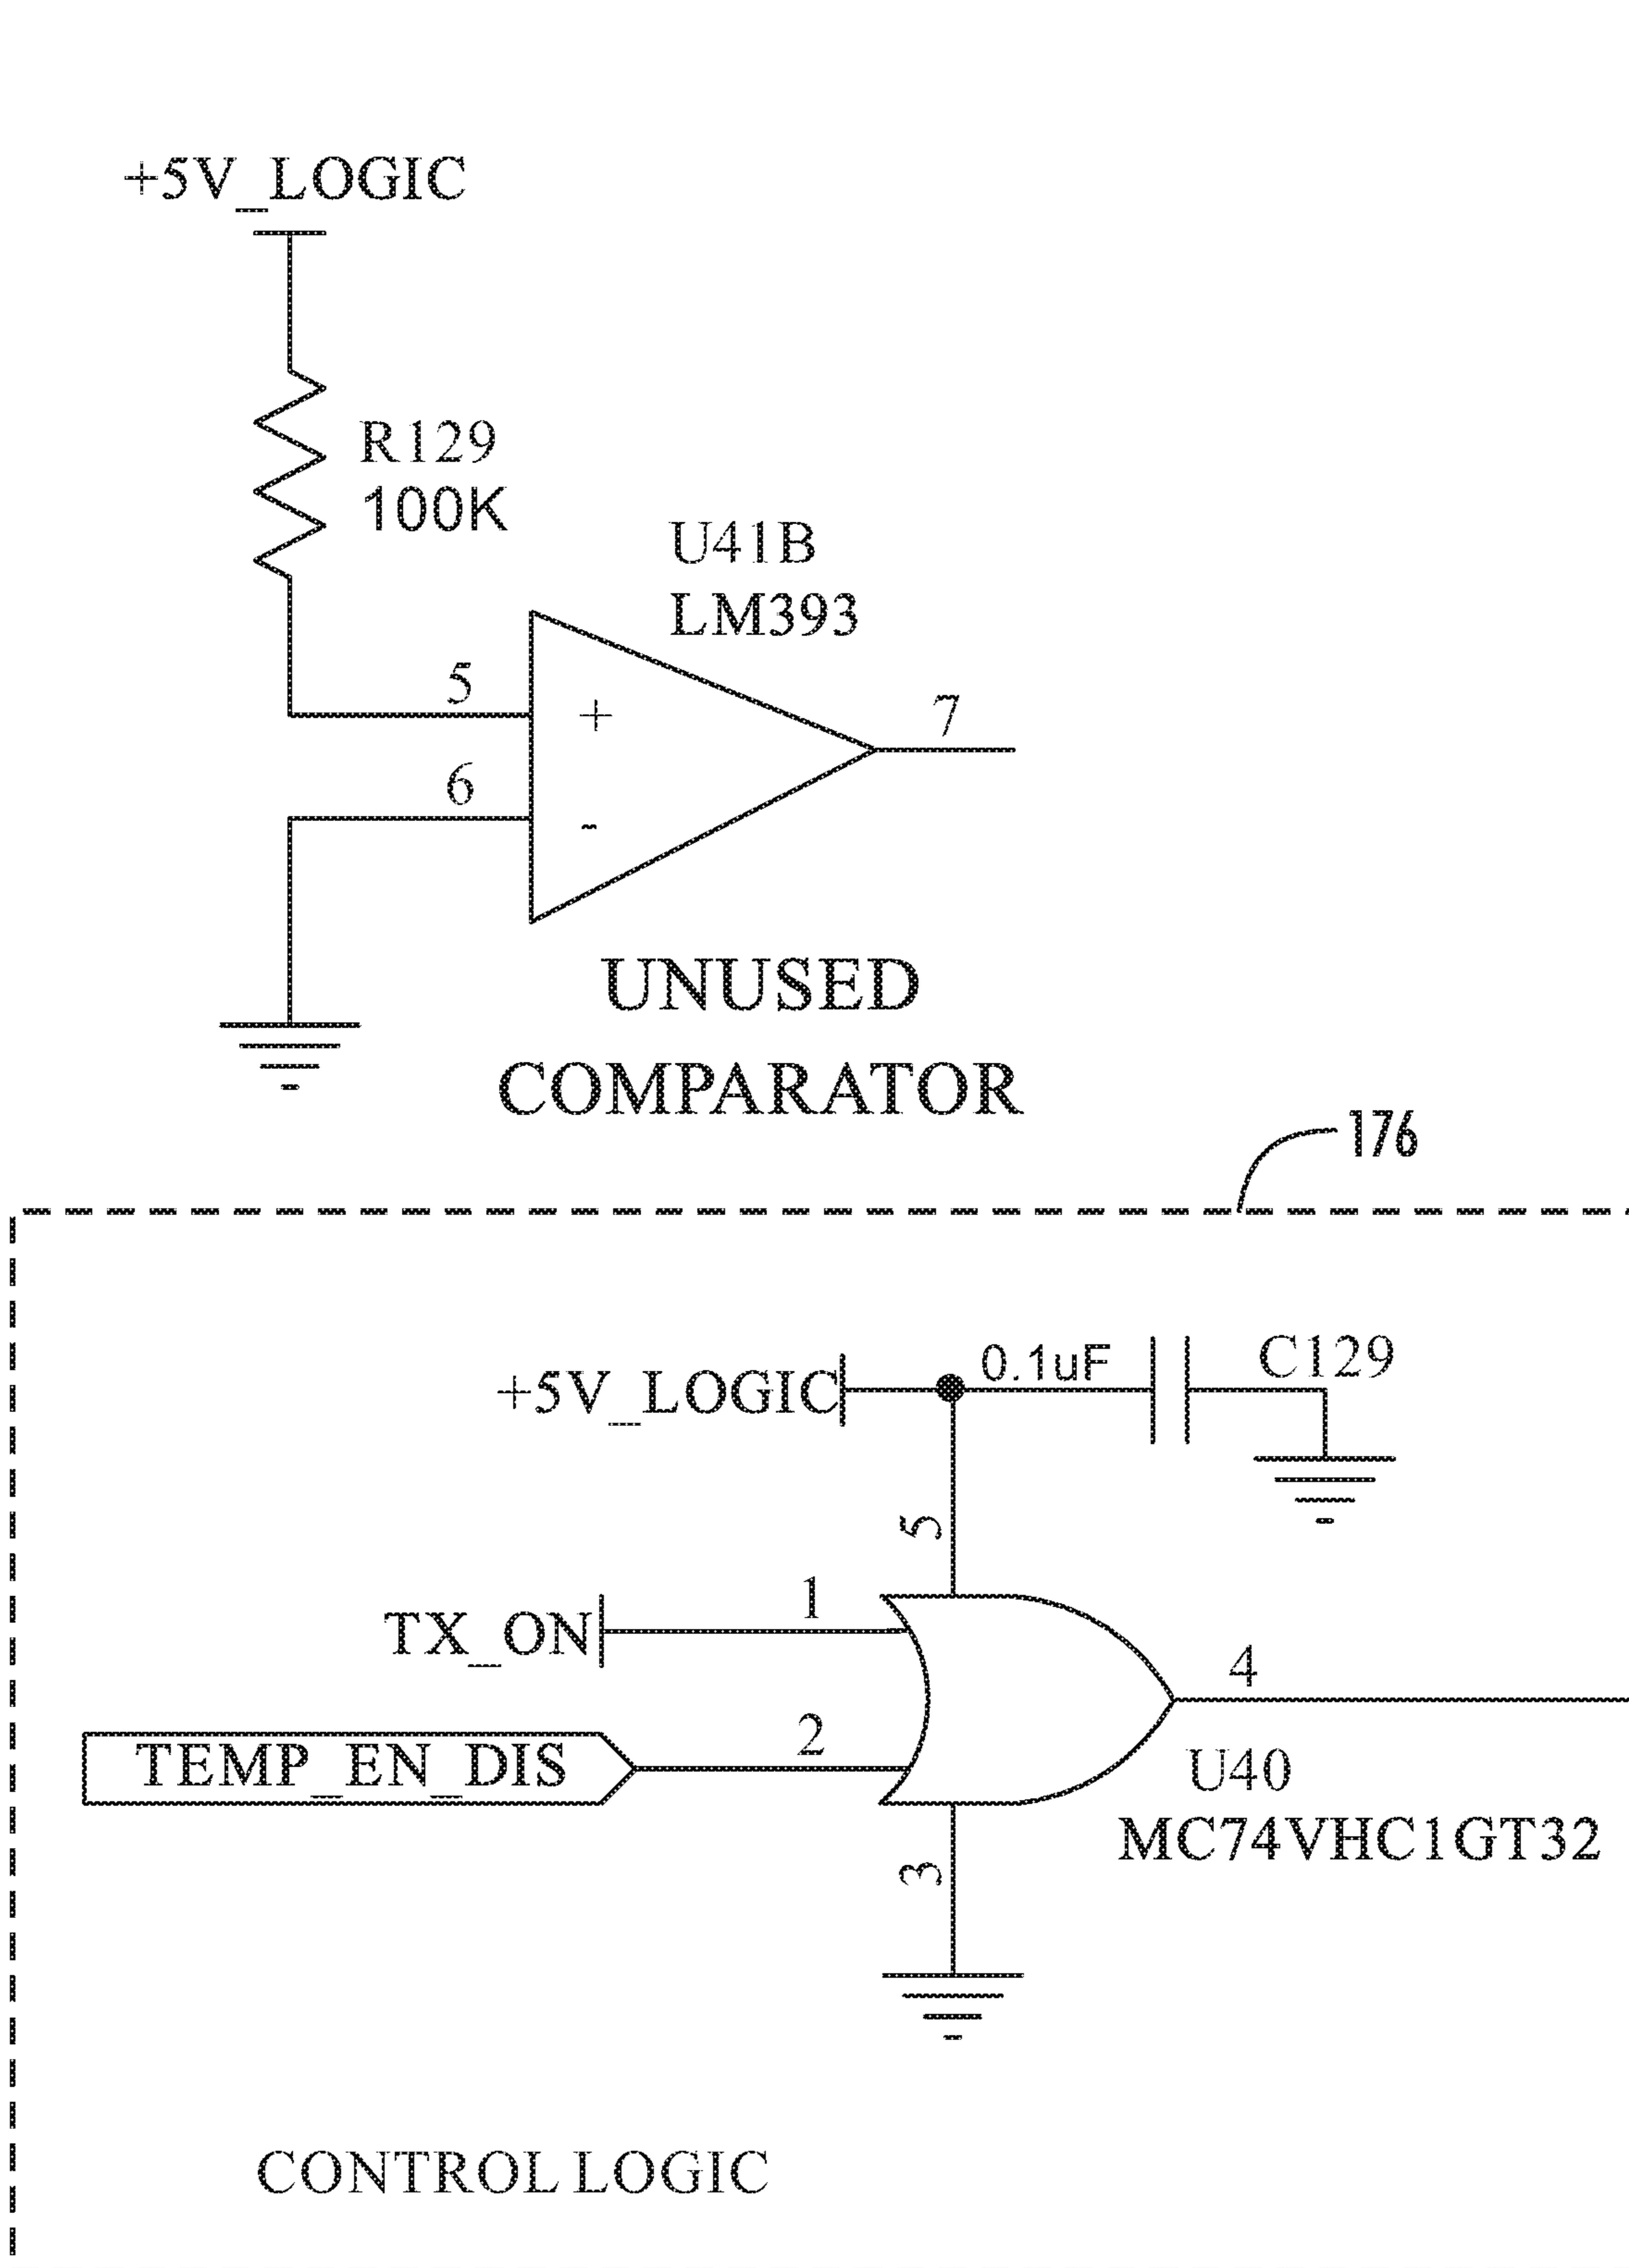 +5V_LOGIC
R129
100K
U41B
LM393
5
+
7
6
-
UNUSED
COMPARATOR
176
+5V_LOGIC
0.1uF
C129
5
TX_ON
1
4
TEMP_EN_DIS
2
U40
MC74VHC1GT32
3
CONTROL LOGIC